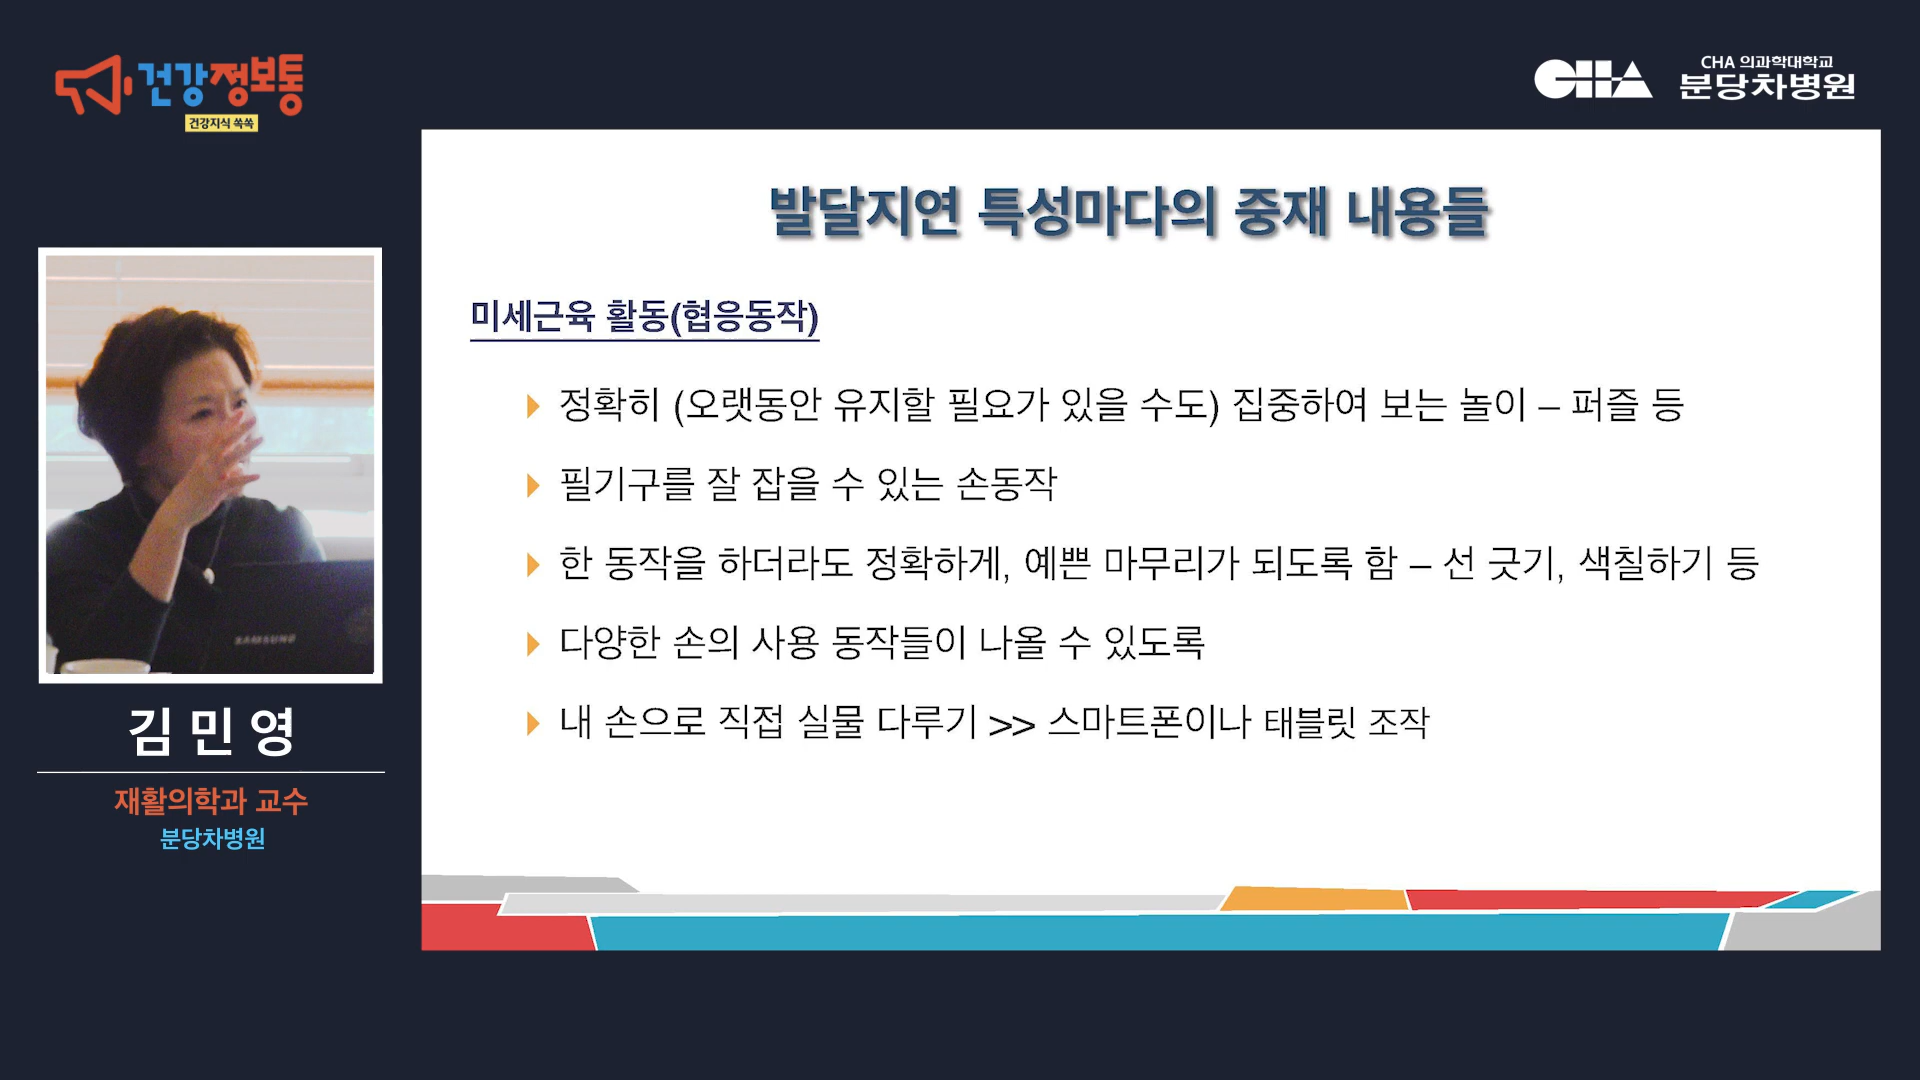 건강정보통
건강지식 쏙쏙
CHA
CHA 의과학대학교
분당차병원
발달지연 특성마다의 중재 내용들
미세근육 활동(협응동작)
정확히 (오랫동안 유지할 필요가 있을 수도) 집중하여 보는 놀이 – 퍼즐 등
필기구를 잘 잡을 수 있는 손동작
한 동작을 하더라도 정확하게, 예쁜 마무리가 되도록 함 – 선 긋기, 색칠하기 등
다양한 손의 사용 동작들이 나올 수 있도록
내 손으로 직접 실물 다루기 >> 스마트폰이나 태블릿 조작
SAMSUNG
김민영
재활의학과 교수
분당차병원